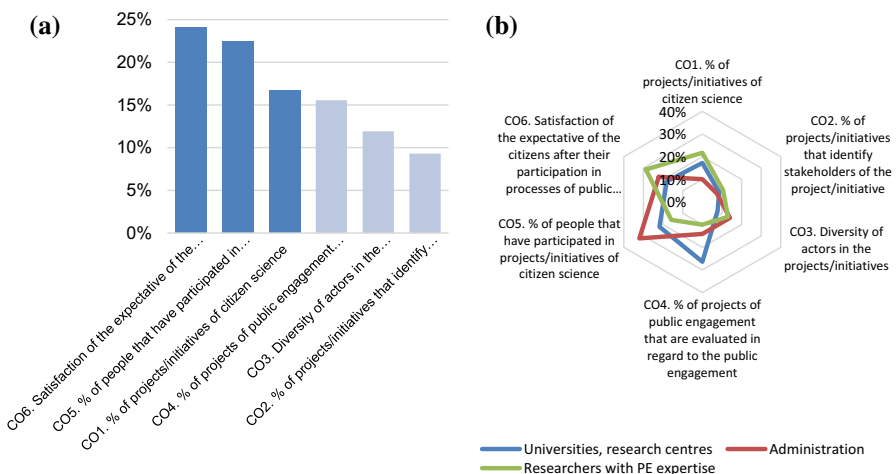 (a)
25%
20%
15%
10%
5%
0%
CO6. Satisfaction of the expectative of the...
CO5. % of people that have participated in...
CO1. % of projects/initiatives of citizen science
CO4. % of projects of public engagement...
CO3. Diversity of actors in the...
CO2. % of projects/initiatives that identify...
(b)
CO1. % of
projects/initiatives of
citizen science
40%
30%
20%
10%
0%
CO2. % of
projects/initiatives
that identify
stakeholders of the
project/initiative
CO3. Diversity of
actors in the
projects/initiatives
CO4. % of projects of
public engagement
that are evaluated in
regard to the public
engagement
CO5. % of people that
have participated in
projects/initiatives of
citizen science
CO6. Satisfaction of
the expectative of the
citizens after their
participation in
processes of public...
Universities, research centres
Administration
Researchers with PE expertise